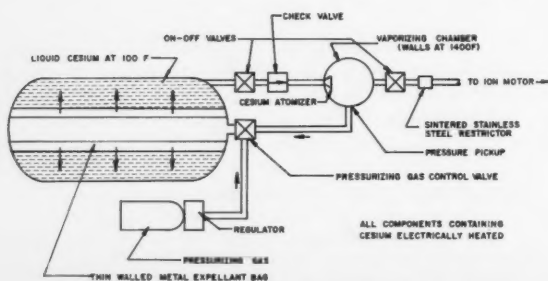 ON-OFF VALVES
CHECK VALVE
VAPORIZING CHAMBER
(WALLS AT 1400F)
LIQUID CESIUM AT 100 F
CESIUM ATOMIZER
TO ION MOTOR
SINTERED STAINLESS
STEEL RESTRICTOR
PRESSURE PICKUP
PRESSURIZING GAS CONTROL VALVE
REGULATOR
PRESSURIZING GAS
THIN WALLED METAL EXPELLANT BAG
ALL COMPONENTS CONTAINING
CESIUM ELECTRICALLY HEATED